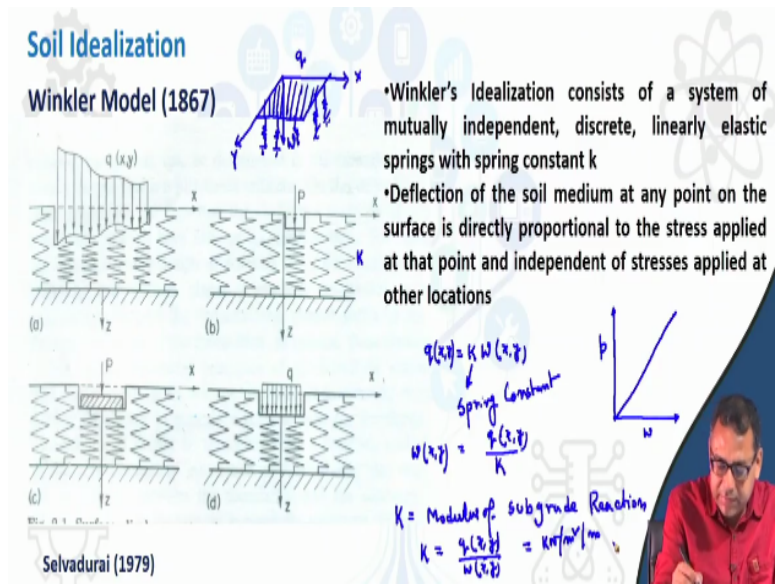 Soil Idealization
Winkler Model (1867)
q
x
y
w
q (x,y)
x
z
(a)
P
x
K
z
(b)
P
x
z
(c)
q
x
z
(d)
Selvadurai (1979)
•Winkler's Idealization consists of a system of
mutually independent, discrete, linearly elastic
springs with spring constant k
•Deflection of the soil medium at any point on the
surface is directly proportional to the stress applied
at that point and independent of stresses applied at
other locations
q(x,y) = K w(x,y)
Spring Constant
w(x,y) = q(x,y)/K
p
w
K = Modulus of Subgrade Reaction
K = q(x,y)/w(x,y) = kN/m²/m